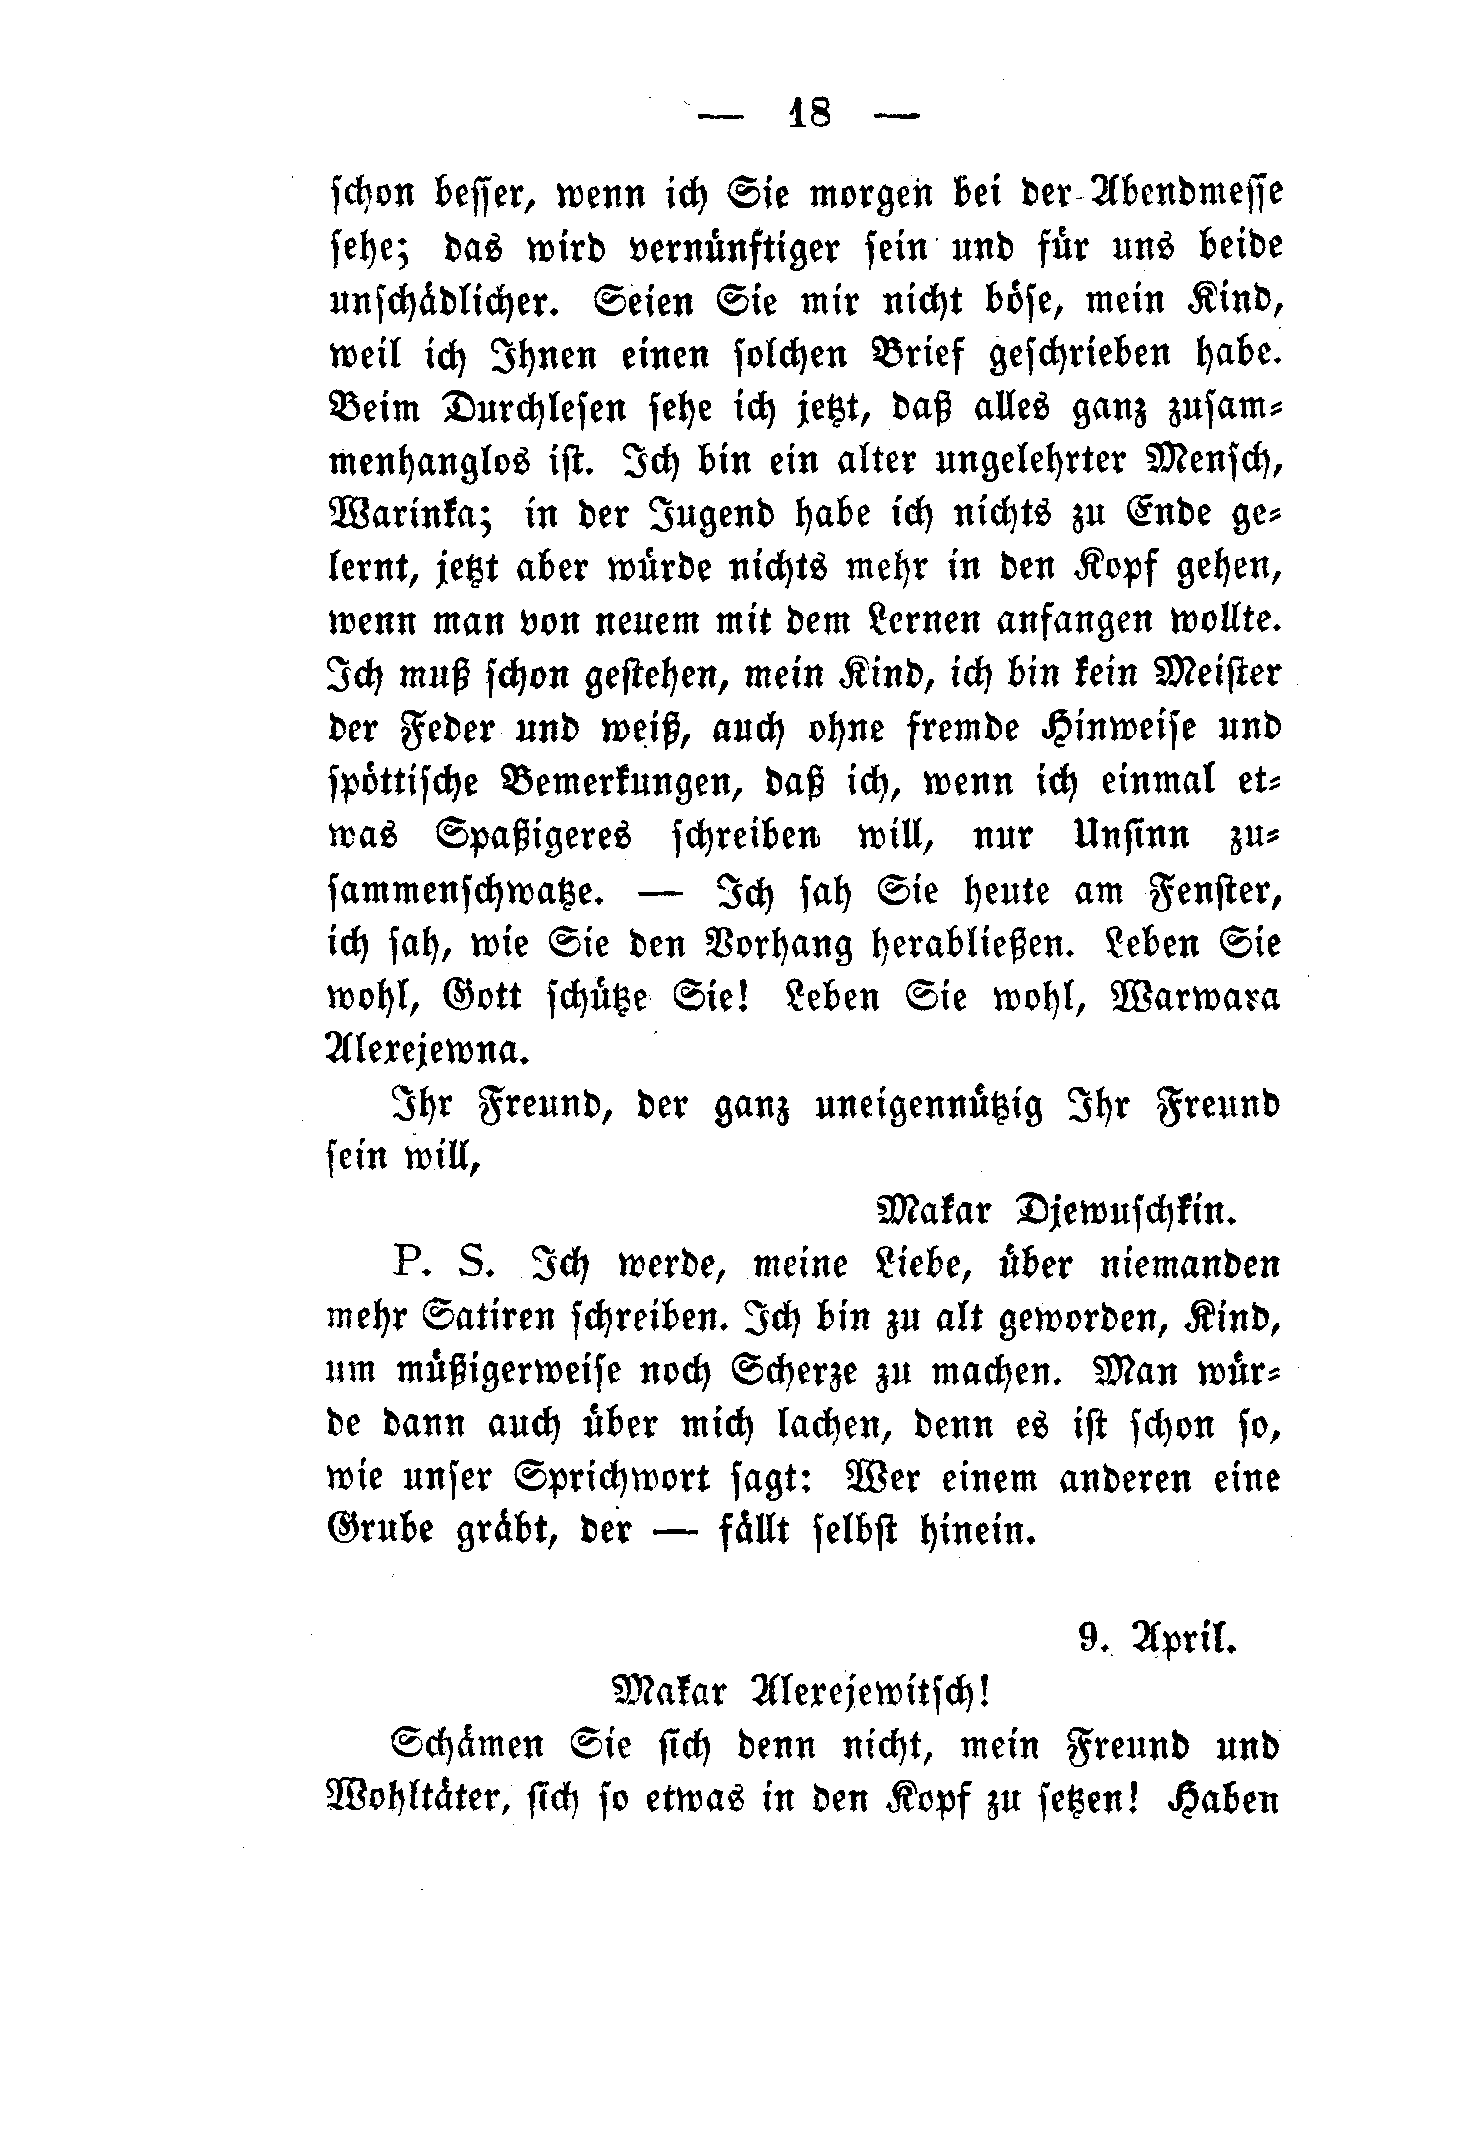 — 18 —
schon besser, wenn ich Sie morgen bei der Abendmesse
sehe; das wird vernünftiger sein und für uns beide
unschädlicher. Seien Sie mir nicht böse, mein Kind,
weil ich Ihnen einen solchen Brief geschrieben habe.
Beim Durchlesen sehe ich jetzt, daß alles ganz zusam-
menhanglos ist. Ich bin ein alter ungelehrter Mensch,
Warinka; in der Jugend habe ich nichts zu Ende ge-
lernt, jetzt aber würde nichts mehr in den Kopf gehen,
wenn man von neuem mit dem Lernen anfangen wollte.
Ich muß schon gestehen, mein Kind, ich bin kein Meister
der Feder und weiß, auch ohne fremde Hinweise und
spöttische Bemerkungen, daß ich, wenn ich einmal et-
was Spaßigeres schreiben will, nur Unsinn zu-
sammenschwatze. — Ich sah Sie heute am Fenster,
ich sah, wie Sie den Vorhang herabließen. Leben Sie
wohl, Gott schütze Sie! Leben Sie wohl, Warwara
Alexejewna.
Ihr Freund, der ganz uneigennützig Ihr Freund
sein will,
Makar Djewuschkin.
P. S. Ich werde, meine Liebe, über niemanden
mehr Satiren schreiben. Ich bin zu alt geworden, Kind,
um müßigerweise noch Scherze zu machen. Man wür-
de dann auch über mich lachen, denn es ist schon so,
wie unser Sprichwort sagt: Wer einem anderen eine
Grube gräbt, der — fällt selbst hinein.
9. April.
Makar Alexejewitsch!
Schämen Sie sich denn nicht, mein Freund und
Wohltäter, sich so etwas in den Kopf zu setzen! Haben